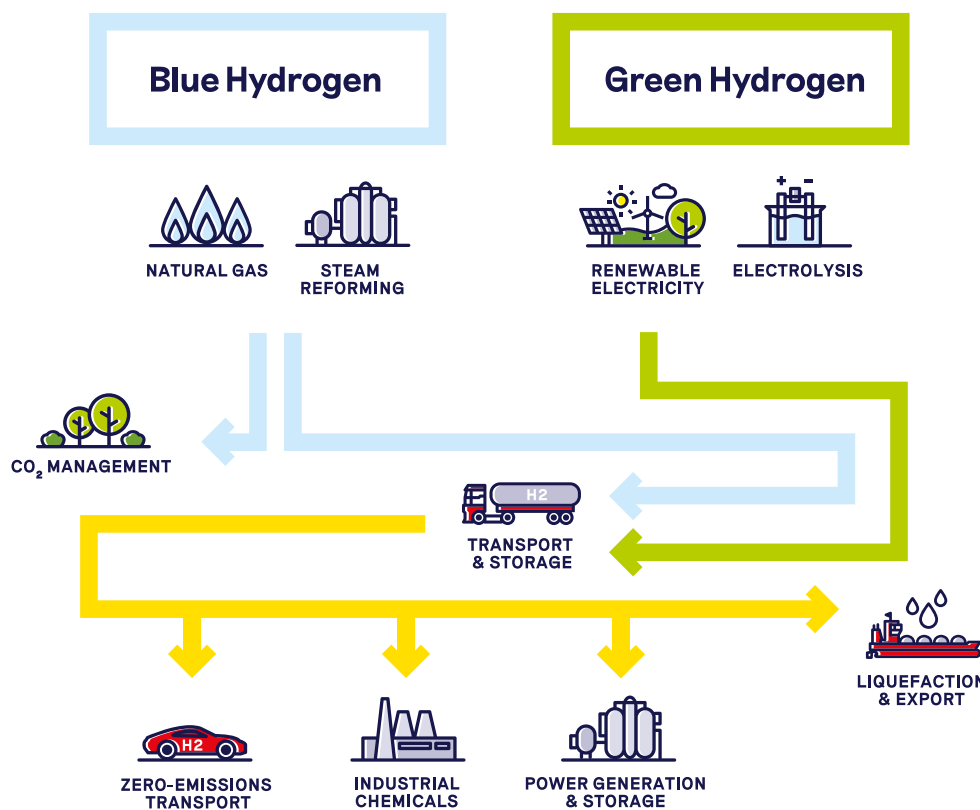 Blue Hydrogen
Green Hydrogen
NATURAL GAS
STEAM
REFORMING
RENEWABLE
ELECTRICITY
+ −
ELECTROLYSIS
CO₂ MANAGEMENT
H2
TRANSPORT
& STORAGE
LIQUEFACTION
& EXPORT
H2
ZERO-EMISSIONS
TRANSPORT
INDUSTRIAL
CHEMICALS
POWER GENERATION
& STORAGE